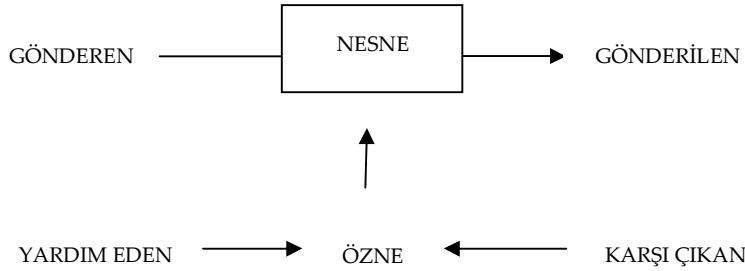 NESNE
GÖNDEREN
GÖNDERİLEN
YARDIM EDEN
ÖZNE
KARŞI ÇIKAN